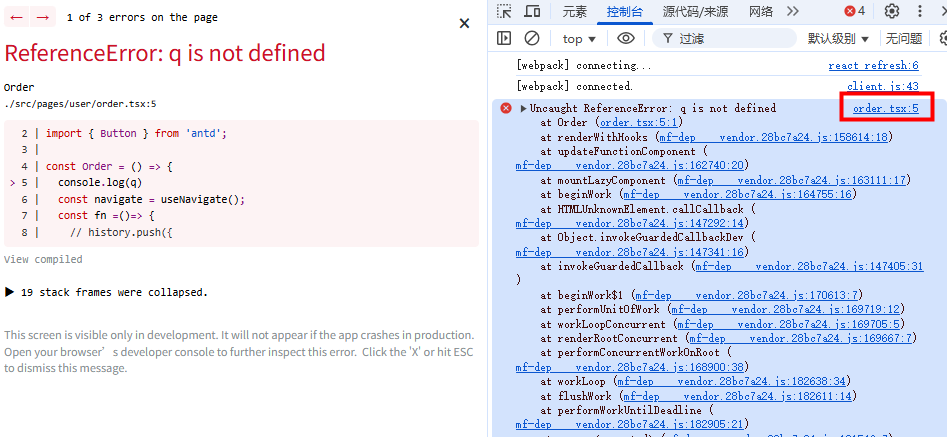 ← → 1 of 3 errors on the page
×
ReferenceError: q is not defined
Order
./src/pages/user/order.tsx:5
2 | import { Button } from 'antd';
3 |
4 | const Order = () => {
> 5 | console.log(q)
6 | const navigate = useNavigate();
7 | const fn =()=> {
8 | // history.push({
View compiled
▶ 19 stack frames were collapsed.
This screen is visible only in development. It will not appear if the app crashes in production.
Open your browser's developer console to further inspect this error. Click the 'X' or hit ESC
to dismiss this message.
元素 控制台 源代码/来源 网络 >> 4
top ▼ 过滤 默认级别 ▼ 无问题
[webpack] connecting... react refresh:6
[webpack] connected. client.js:43
▶Uncaught ReferenceError: q is not defined order.tsx:5
at Order (order.tsx:5:1)
at renderWithHooks (mf-dep____vendor.28bc7a24.js:158614:18)
at updateFunctionComponent (
mf-dep____vendor.28bc7a24.js:162740:20)
at mountLazyComponent (mf-dep____vendor.28bc7a24.js:163111:17)
at beginWork (mf-dep____vendor.28bc7a24.js:164755:16)
at HTMLUnknownElement.callCallback (
mf-dep____vendor.28bc7a24.js:147292:14)
at Object.invokeGuardedCallbackDev (
mf-dep____vendor.28bc7a24.js:147341:16)
at invokeGuardedCallback (mf-dep____vendor.28bc7a24.js:147405:31
)
at beginWork$1 (mf-dep____vendor.28bc7a24.js:170613:7)
at performUnitOfWork (mf-dep____vendor.28bc7a24.js:169719:12)
at workLoopConcurrent (mf-dep____vendor.28bc7a24.js:169705:5)
at renderRootConcurrent (mf-dep____vendor.28bc7a24.js:169667:7)
at performConcurrentWorkOnRoot (
mf-dep____vendor.28bc7a24.js:168900:38)
at workLoop (mf-dep____vendor.28bc7a24.js:182638:34)
at flushWork (mf-dep____vendor.28bc7a24.js:182611:14)
at performWorkUntilDeadline (
mf-dep____vendor.28bc7a24.js:182905:21)